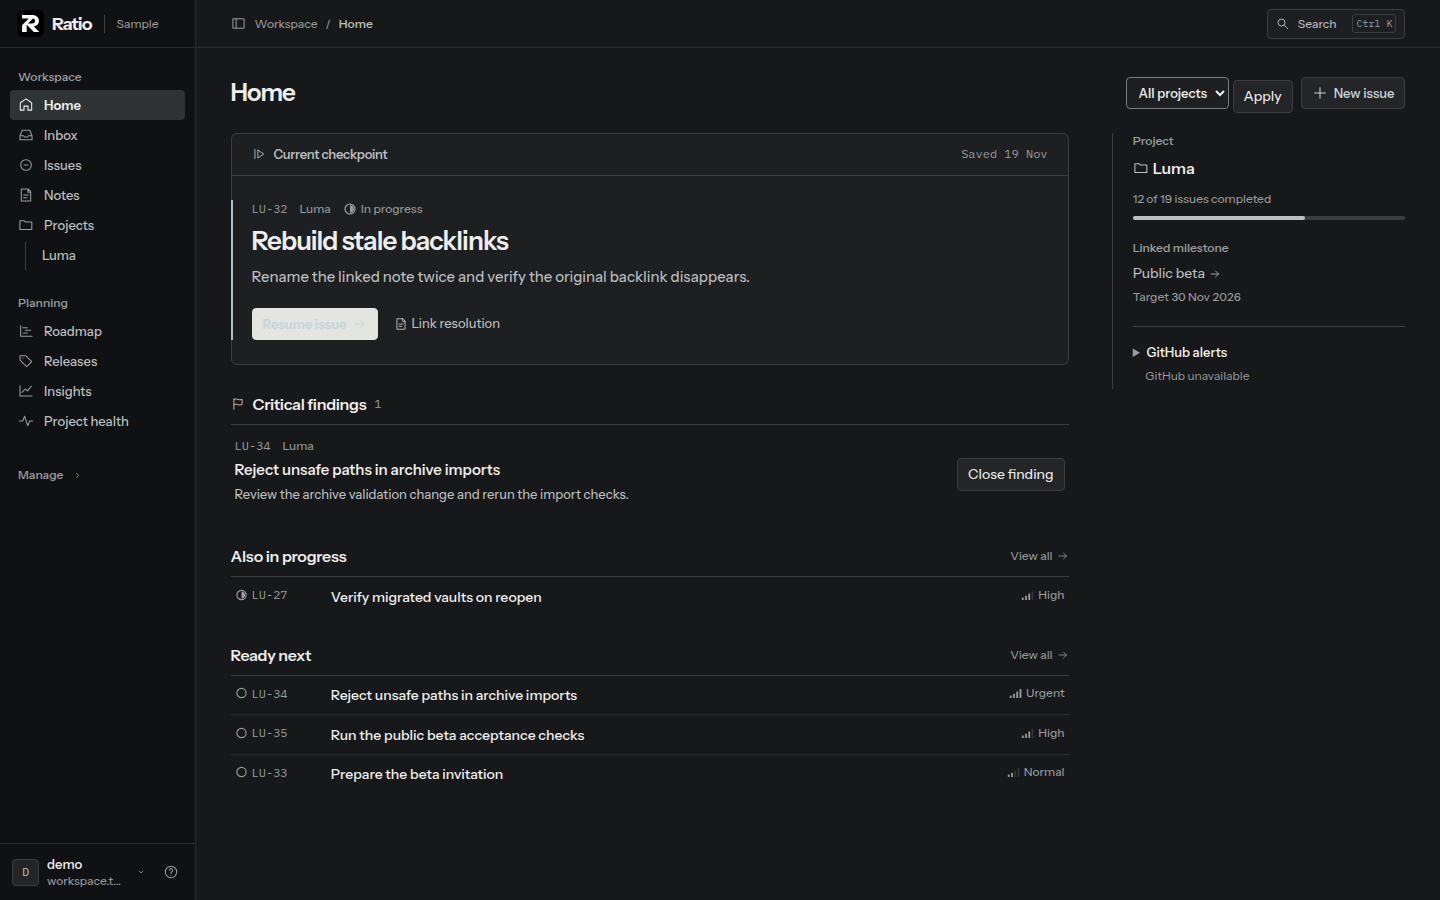 Ratio Sample
Workspace / Home
Search Ctrl K
Workspace
Home
Inbox
Issues
Notes
Projects
Luma
Planning
Roadmap
Releases
Insights
Project health
Manage
demo
D
workspace.t...
Home
All projects
Apply
New issue
Current checkpoint
Saved 19 Nov
LU-32 Luma In progress
Rebuild stale backlinks
Rename the linked note twice and verify the original backlink disappears.
Resume issue
Link resolution
Critical findings 1
LU-34 Luma
Reject unsafe paths in archive imports
Review the archive validation change and rerun the import checks.
Close finding
Also in progress
View all
LU-27 Verify migrated vaults on reopen High
Ready next
View all
LU-34 Reject unsafe paths in archive imports Urgent
LU-35 Run the public beta acceptance checks High
LU-33 Prepare the beta invitation Normal
Project
Luma
12 of 19 issues completed
Linked milestone
Public beta
Target 30 Nov 2026
GitHub alerts
GitHub unavailable